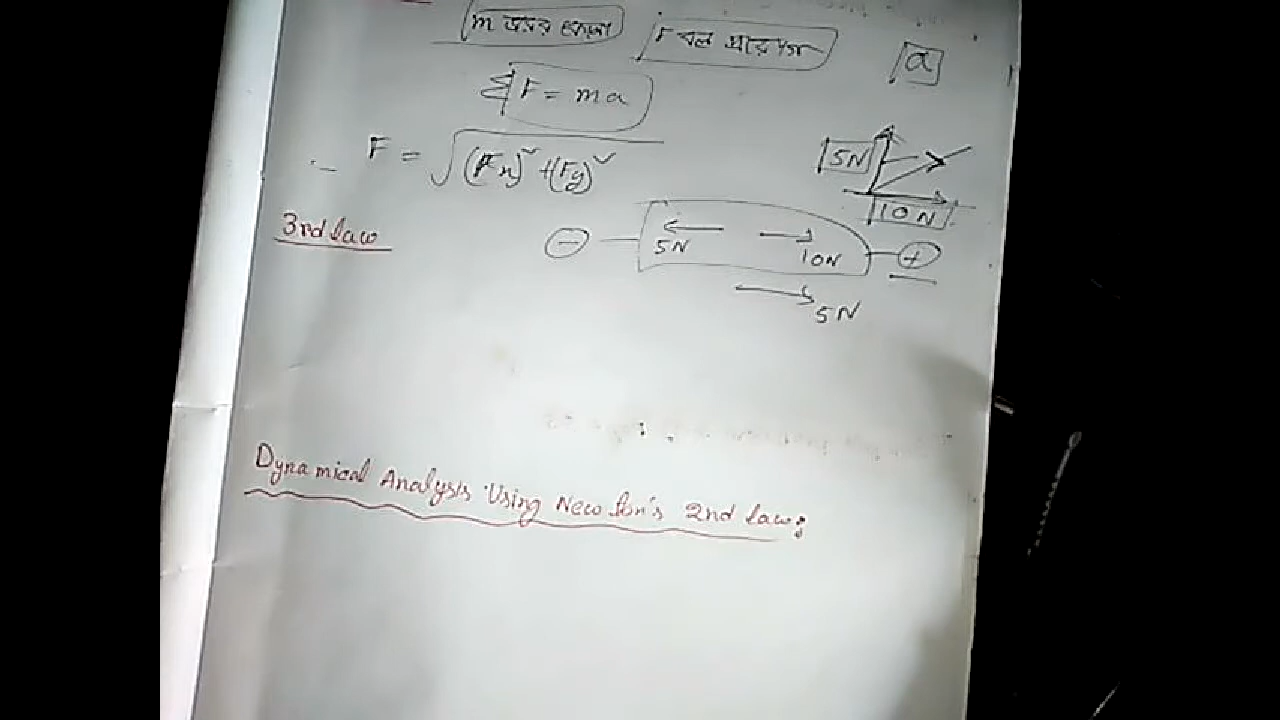 m ভরের কোনো F বল প্রয়োগ a
ΣF = ma
F = √(Fx)² + (Fy)²
5N
10N
3rd law
- 5N 10N +
5N
Dynamical Analysis Using Newton's 2nd law: